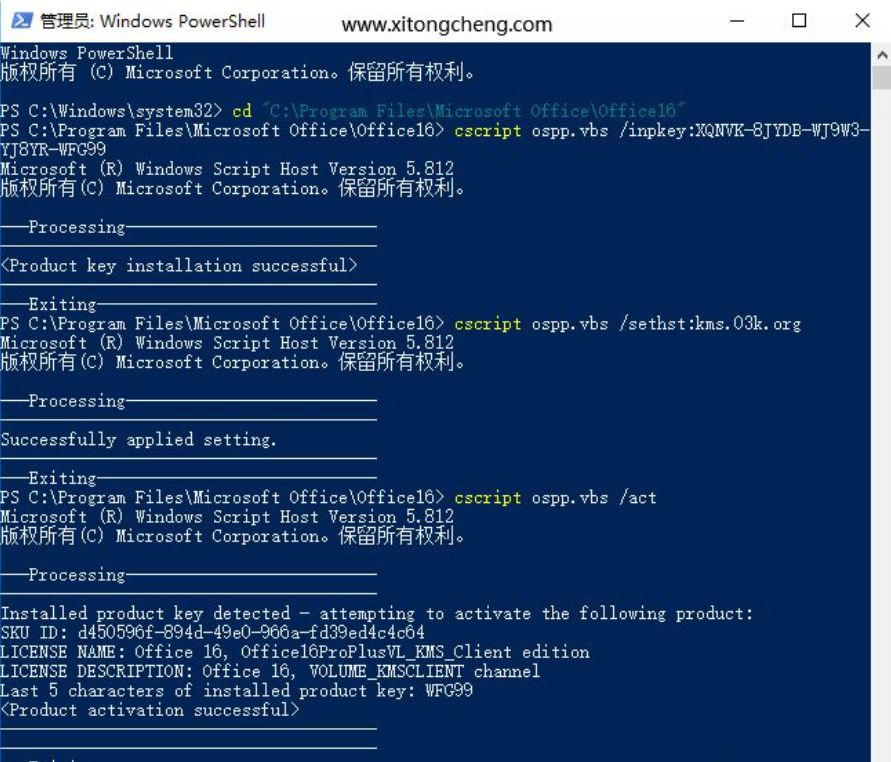 管理员: Windows PowerShell
www.xitongcheng.com
Windows PowerShell
版权所有 (C) Microsoft Corporation。保留所有权利。
PS C:\Windows\system32> cd "C:\Program Files\Microsoft Office\Office16"
PS C:\Program Files\Microsoft Office\Office16> cscript ospp.vbs /inpkey:XQNVK-8JYDB-WJ9W3-
YJ8YR-WFG99
Microsoft (R) Windows Script Host Version 5.812
版权所有(C) Microsoft Corporation。保留所有权利。
---Processing--------------------------
---------------------------------------
<Product key installation successful>
---------------------------------------
---Exiting-----------------------------
PS C:\Program Files\Microsoft Office\Office16> cscript ospp.vbs /sethst:kms.03k.org
Microsoft (R) Windows Script Host Version 5.812
版权所有(C) Microsoft Corporation。保留所有权利。
---Processing--------------------------
---------------------------------------
Successfully applied setting.
---------------------------------------
---Exiting-----------------------------
PS C:\Program Files\Microsoft Office\Office16> cscript ospp.vbs /act
Microsoft (R) Windows Script Host Version 5.812
版权所有(C) Microsoft Corporation。保留所有权利。
---Processing--------------------------
---------------------------------------
Installed product key detected - attempting to activate the following product:
SKU ID: d450596f-894d-49e0-966a-fd39ed4c4c64
LICENSE NAME: Office 16, Office16ProPlusVL_KMS_Client edition
LICENSE DESCRIPTION: Office 16, VOLUME_KMSCLIENT channel
Last 5 characters of installed product key: WFG99
<Product activation successful>
---------------------------------------
---------------------------------------